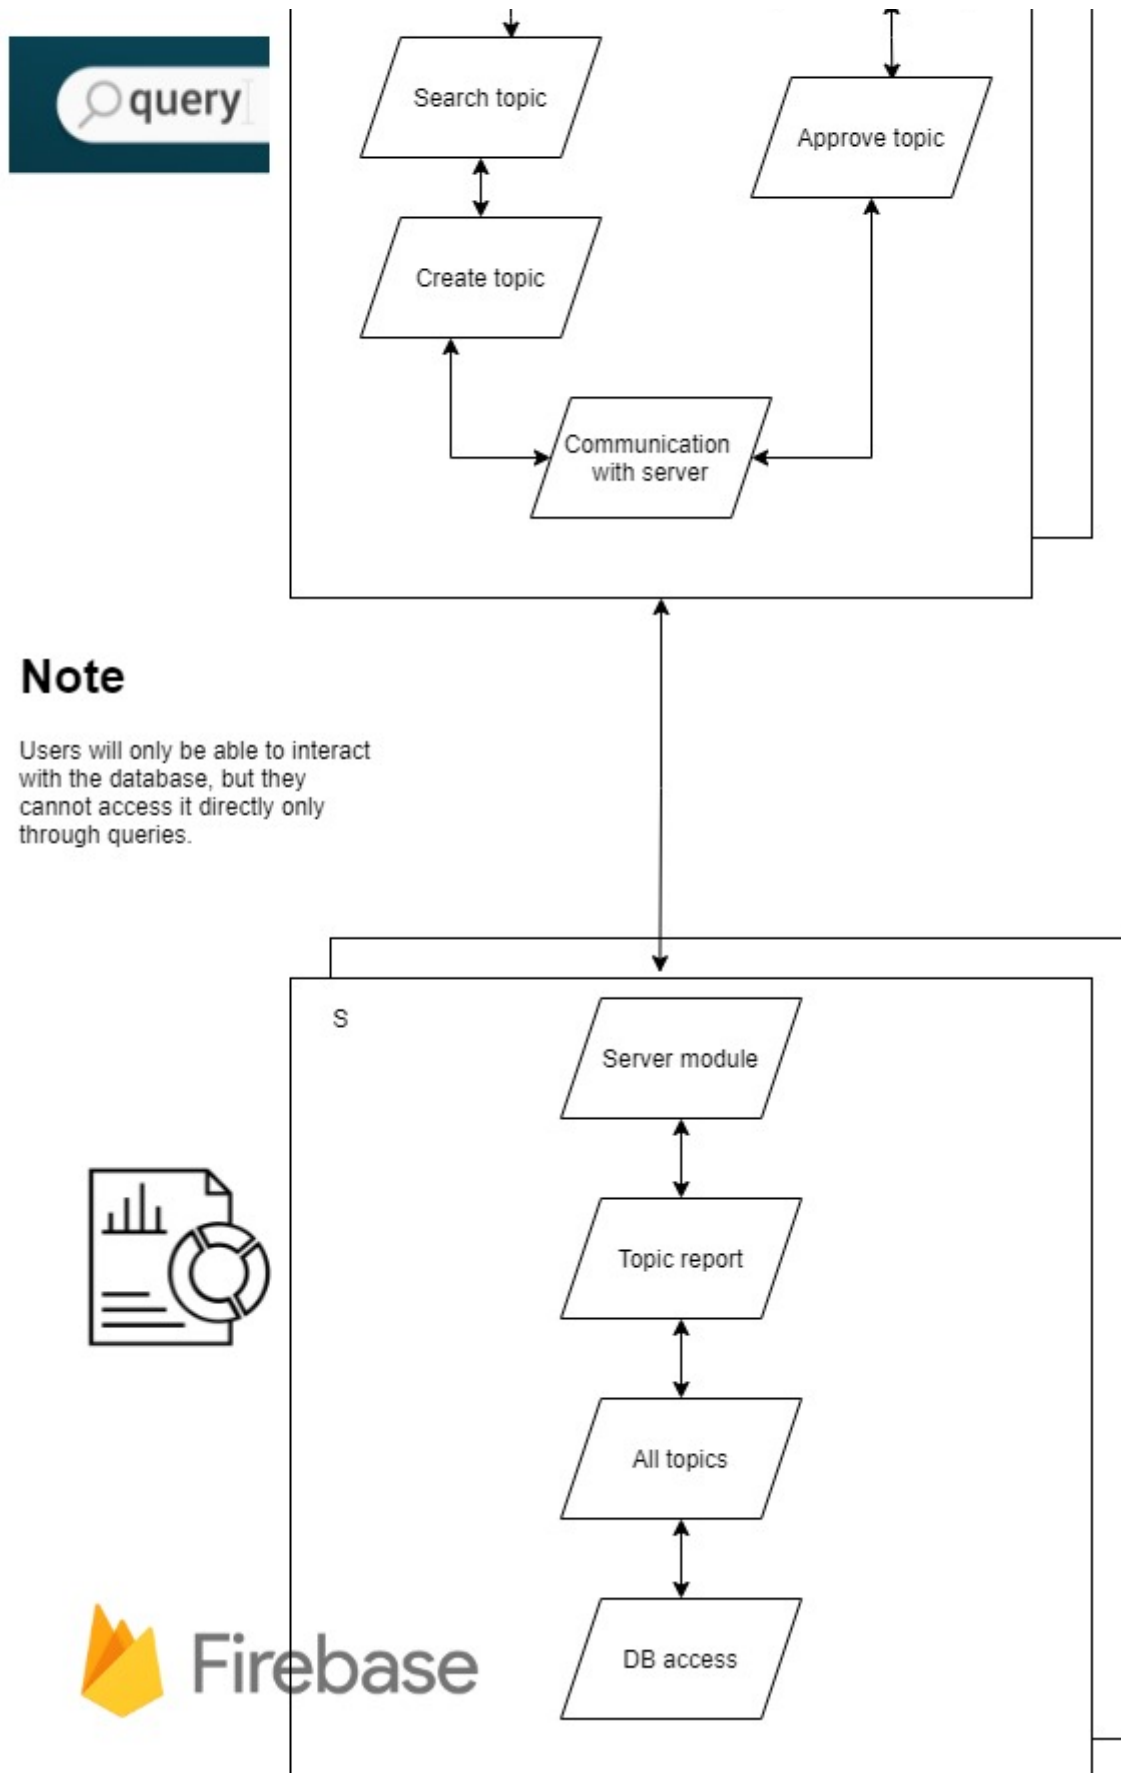 query
Search topic
Approve topic
Create topic
Communication
with server
Note
Users will only be able to interact
with the database, but they
cannot access it directly only
through queries.
S
Server module
Topic report
All topics
Firebase
DB access